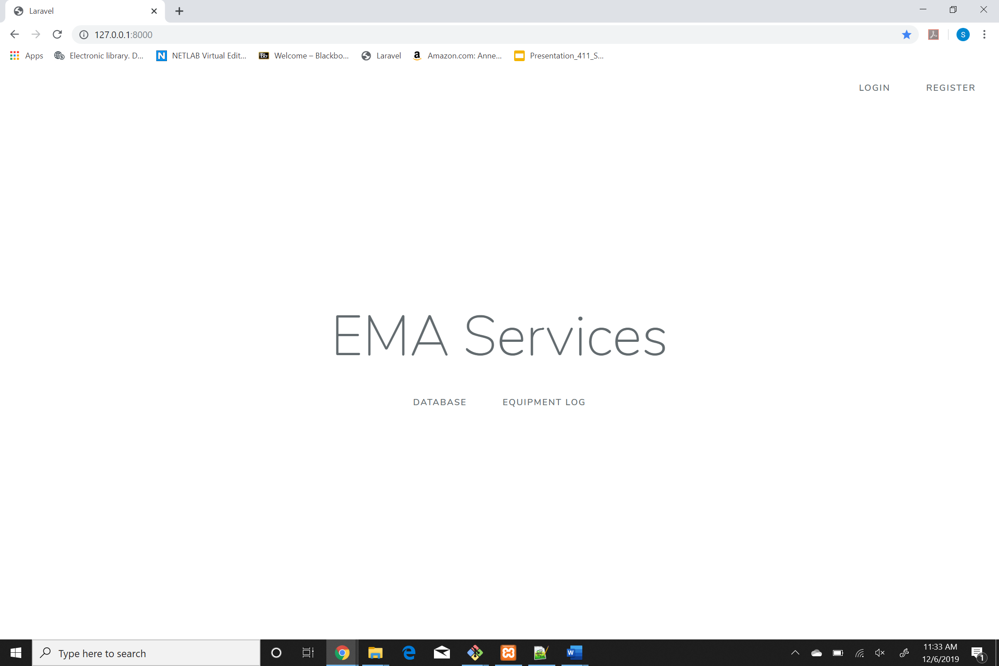 Laravel
127.0.0.1:8000
Apps Electronic library. D... N NETLAB Virtual Edit... Bb Welcome – Blackbo... Laravel a Amazon.com: Anne... Presentation_411_S...
S
LOGIN REGISTER
EMA Services
DATABASE EQUIPMENT LOG
Type here to search
W
11:33 AM
12/6/2019
1